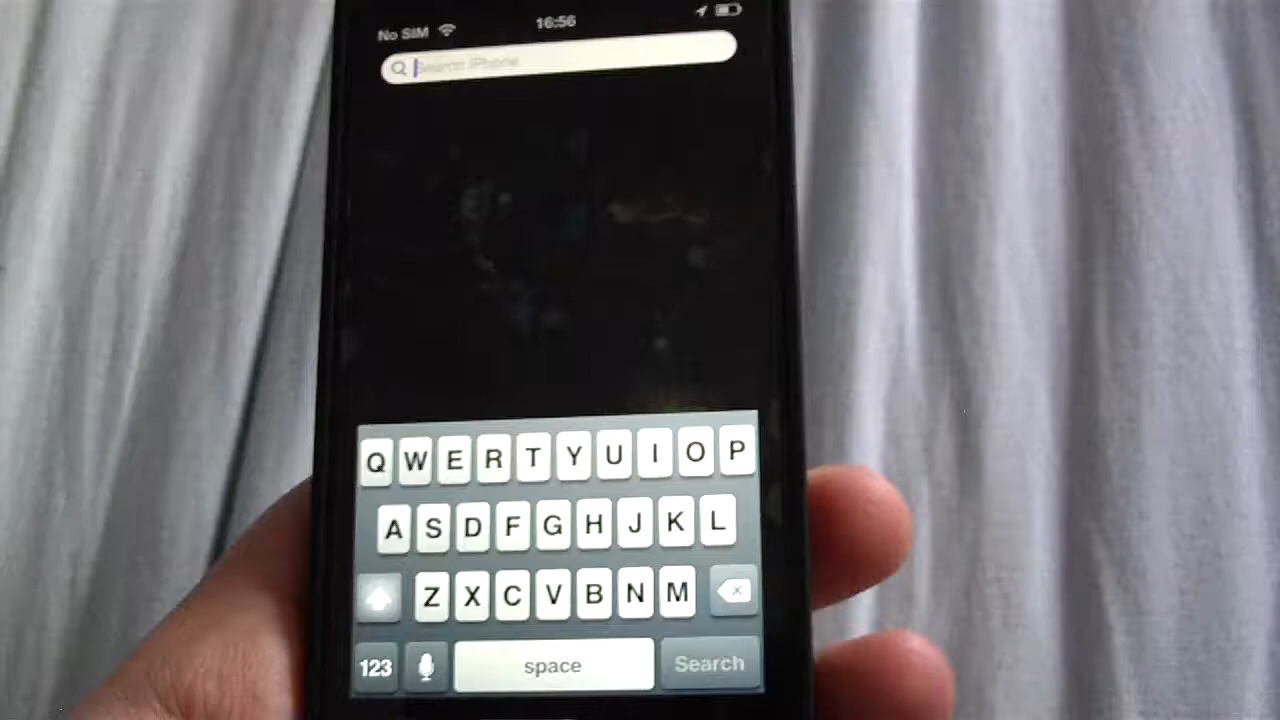 No SIM 16:56
Search iPhone
Q W E R T Y U I O P
A S D F G H J K L
Z X C V B N M
123 space Search